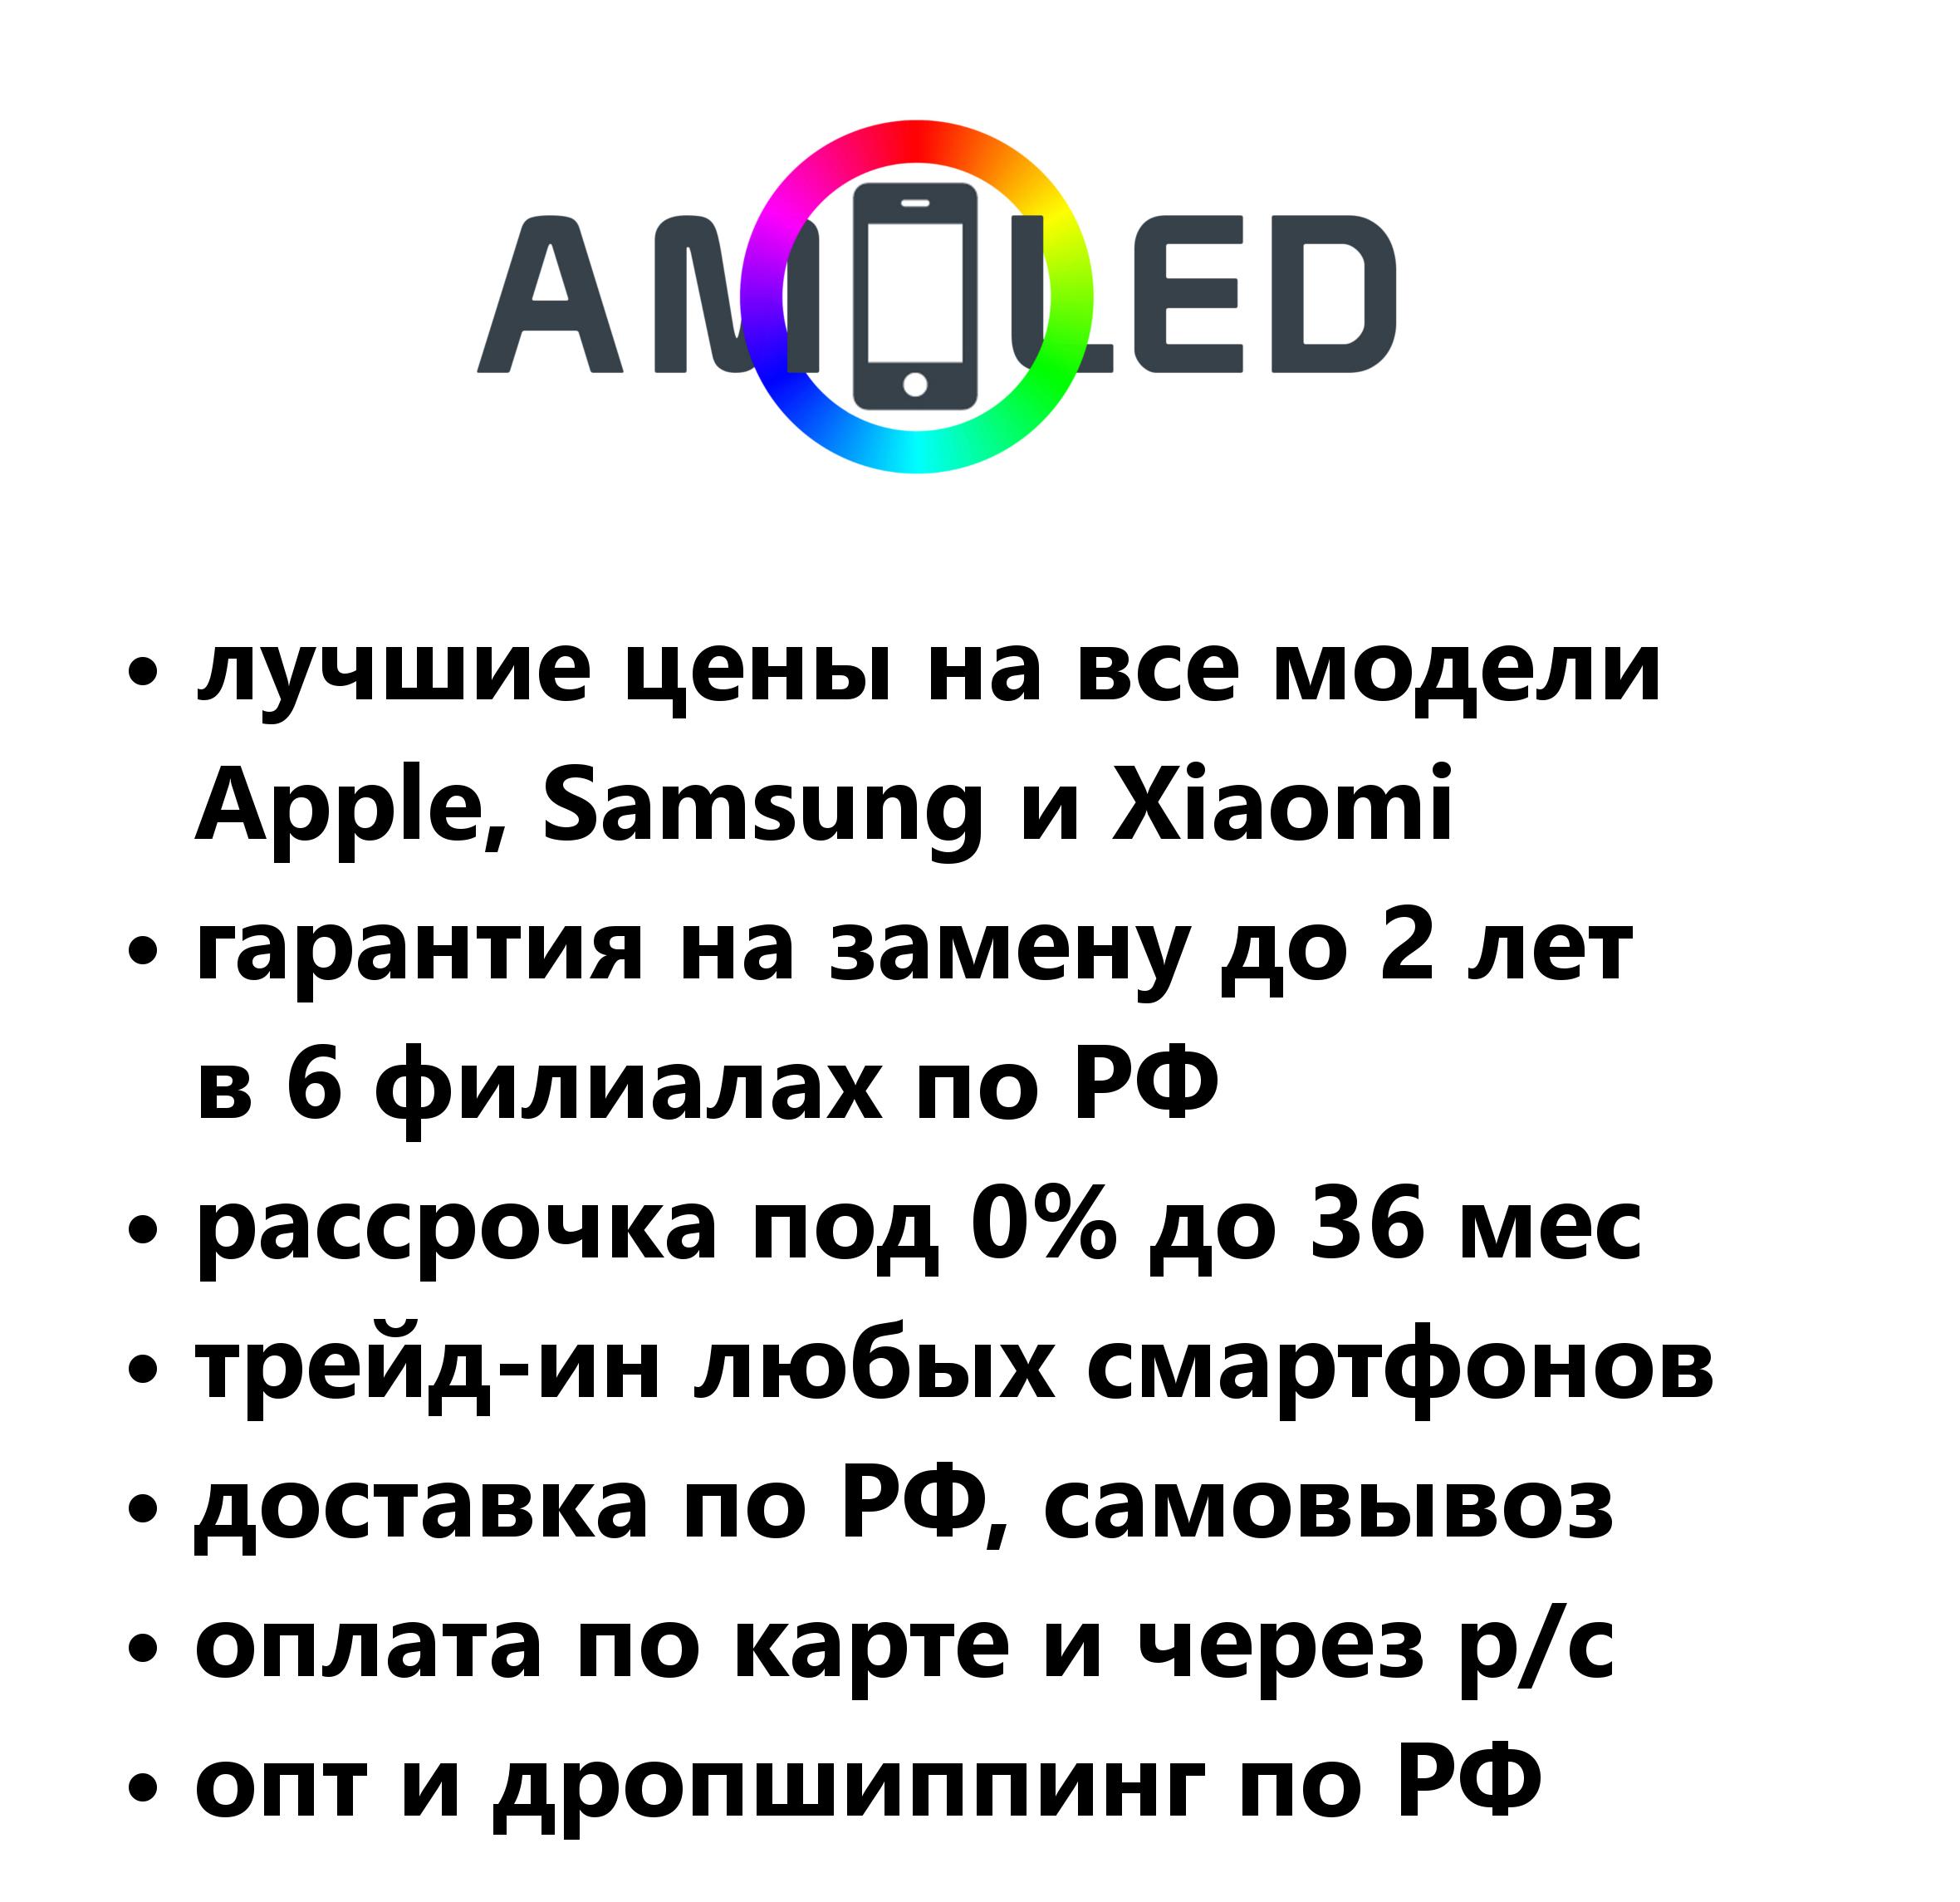 AMOLED
• лучшие цены на все модели
Apple, Samsung и Xiaomi
• гарантия на замену до 2 лет
в 6 филиалах по РФ
• рассрочка под 0% до 36 мес
• трейд-ин любых смартфонов
• доставка по РФ, самовывоз
• оплата по карте и через р/с
• опт и дропшиппинг по РФ